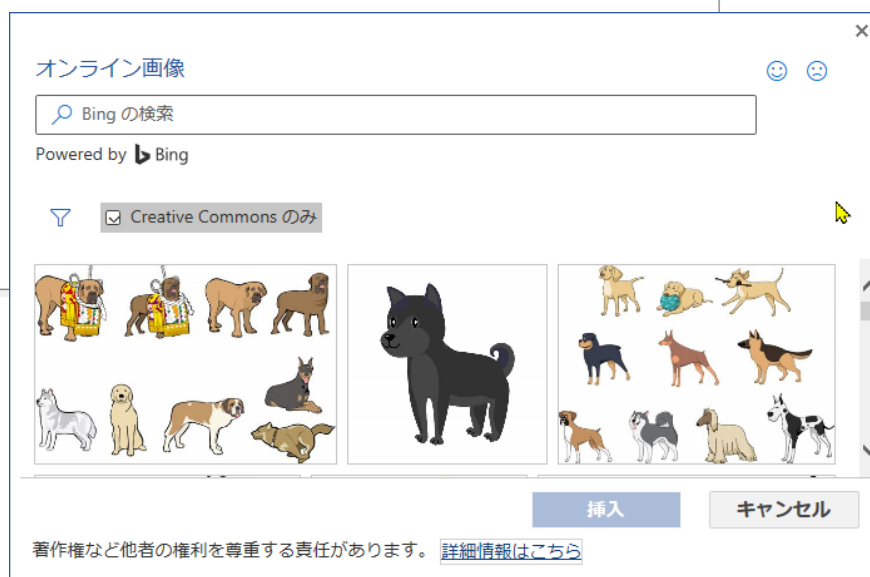 オンライン画像
Bing の検索
Powered by Bing
Creative Commons のみ
挿入
キャンセル
著作権など他者の権利を尊重する責任があります。 詳細情報はこちら